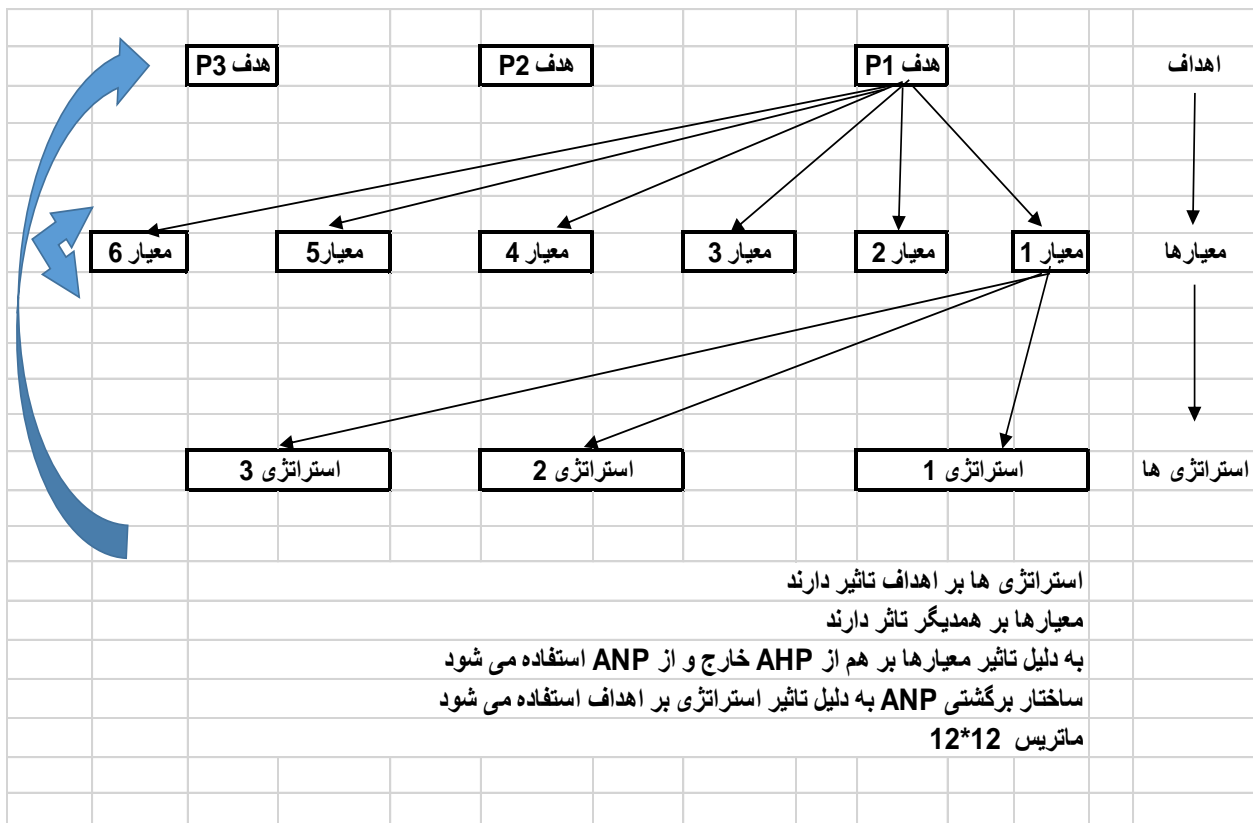 اهداف هدف P1 هدف P2 هدف P3
معیارها معیار 1 معیار 2 معیار 3 معیار 4 معیار5 معیار 6
استراتژی ها استراتژی 1 استراتژی 2 استراتژی 3
استراتژی ها بر اهداف تاثیر دارند
معیارها بر همدیگر تاثر دارند
به دلیل تاثیر معیارها بر هم از AHP خارج و از ANP استفاده می شود
ساختار برگشتی ANP به دلیل تاثیر استراتژی بر اهداف استفاده می شود
ماتریس 12*12